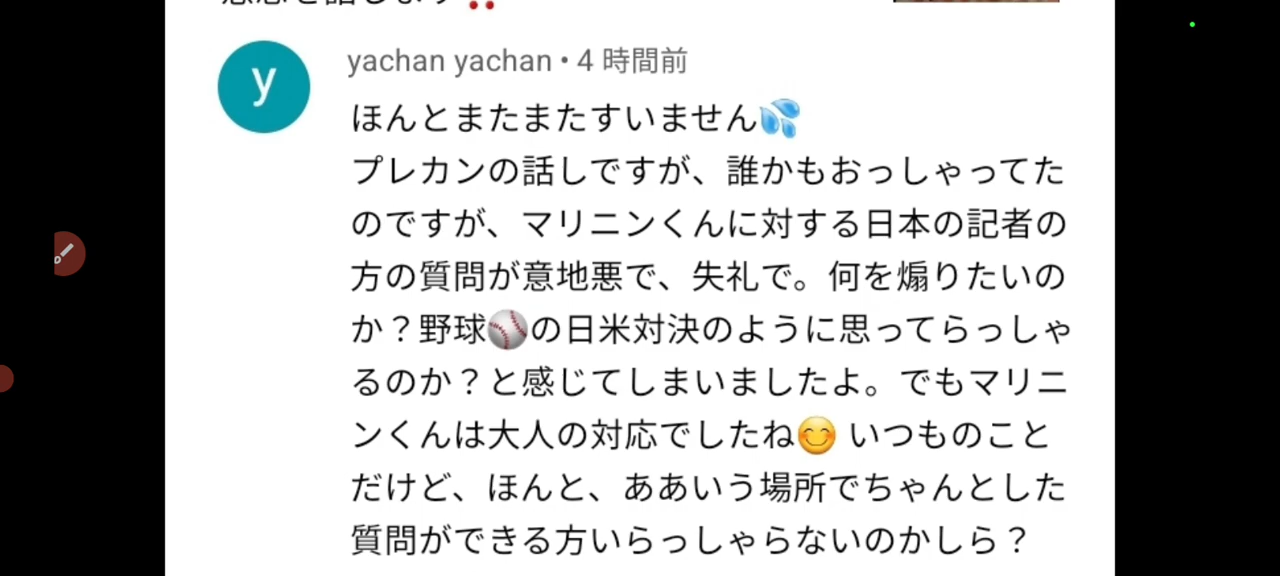 yachan yachan • 4 時間前
y
ほんとまたまたすいません💦
プレカンの話しですが、誰かもおっしゃってた
のですが、マリニンくんに対する日本の記者の
方の質問が意地悪で、失礼で。何を煽りたいの
か？野球⚾の日米対決のように思ってらっしゃ
るのか？と感じてしまいましたよ。でもマリニ
ンくんは大人の対応でしたね😊 いつものこと
だけど、ほんと、ああいう場所でちゃんとした
質問ができる方いらっしゃらないのかしら？